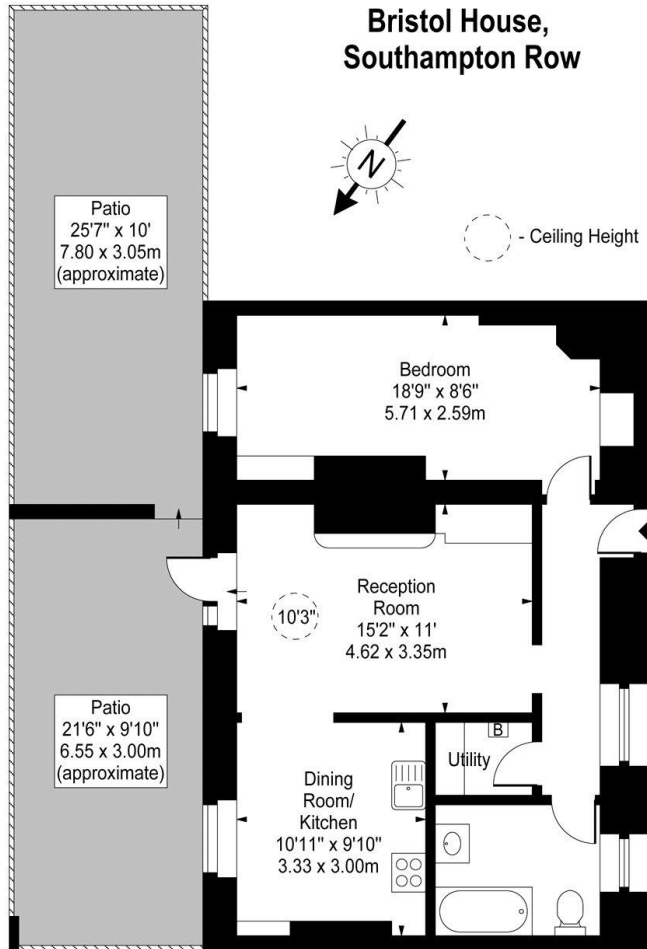 Bristol House,
Southampton Row
N
- Ceiling Height
Patio
25'7" x 10'
7.80 x 3.05m
(approximate)
Bedroom
18'9" x 8'6"
5.71 x 2.59m
Reception
Room
15'2" x 11'
4.62 x 3.35m
10'3"
Patio
21'6" x 9'10"
6.55 x 3.00m
(approximate)
B
Utility
Dining
Room/
Kitchen
10'11" x 9'10"
3.33 x 3.00m